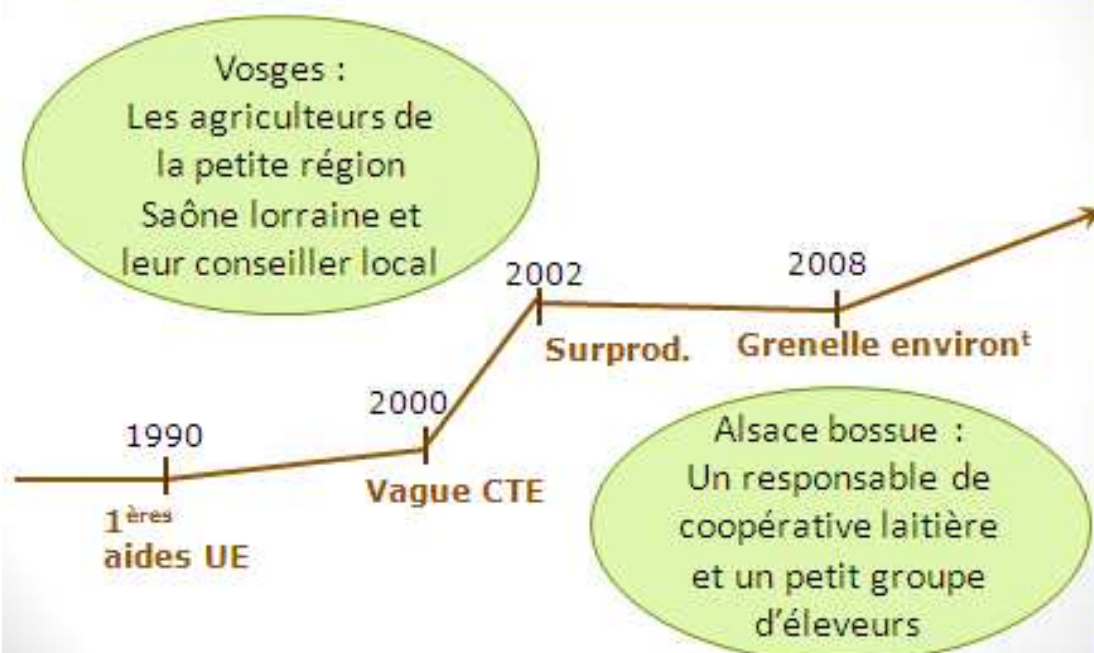 Vosges :
Les agriculteurs de
la petite région
Saône lorraine et
leur conseiller local
2002
2008
Surprod.
Grenelle environᵗ
2000
1990
Vague CTE
1ères
aides UE
Alsace bossue :
Un responsable de
coopérative laitière
et un petit groupe
d'éleveurs